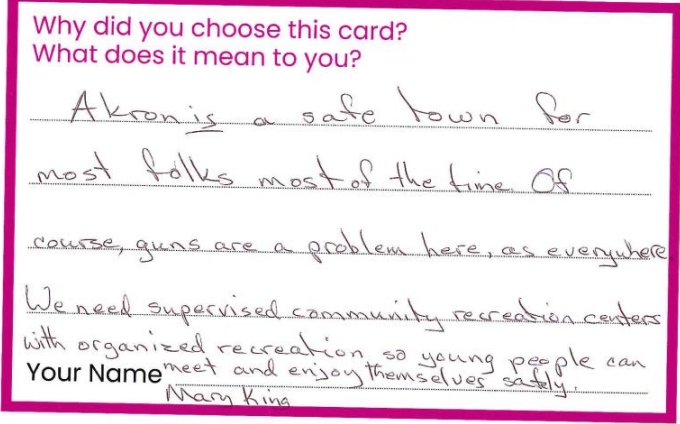 Why did you choose this card?
What does it mean to you?
Akron is a safe town for
most folks most of the time. Of
course, guns are a problem here, as everywhere.
We need supervised community recreation centers
with organized recreation so young people can
Your Name meet and enjoy themselves safely.
Mary King